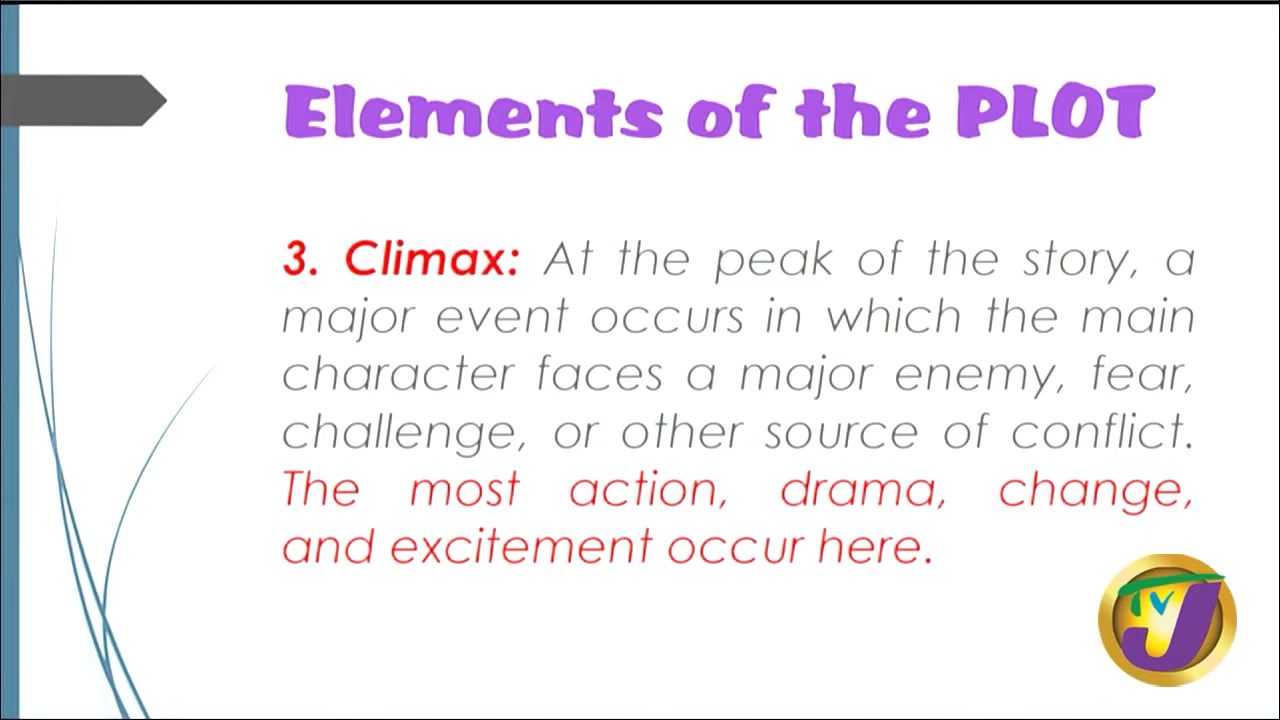 Elements of the PLOT
3. Climax: At the peak of the story, a
major event occurs in which the main
character faces a major enemy, fear,
challenge, or other source of conflict.
The most action, drama, change,
and excitement occur here.
TVJ